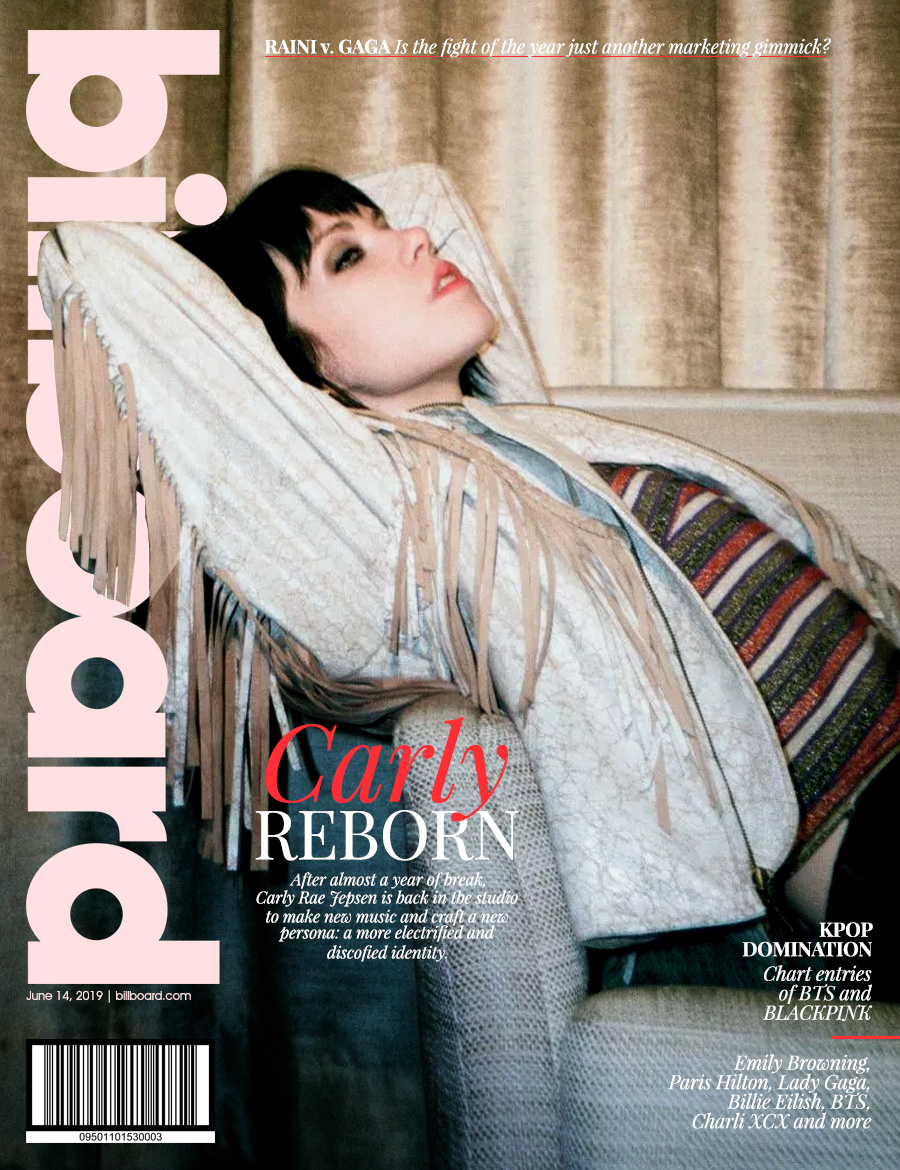 RAINI v. GAGA Is the fight of the year just another marketing gimmick?
billboard
Carly
REBORN
After almost a year of break,
Carly Rae Jepsen is back in the studio
to make new music and craft a new
persona: a more electrified and
discofied identity.
June 14, 2019 | billboard.com
09501101530003
KPOP
DOMINATION
Chart entries
of BTS and
BLACKPINK
Emily Browning,
Paris Hilton, Lady Gaga,
Billie Eilish, BTS,
Charli XCX and more